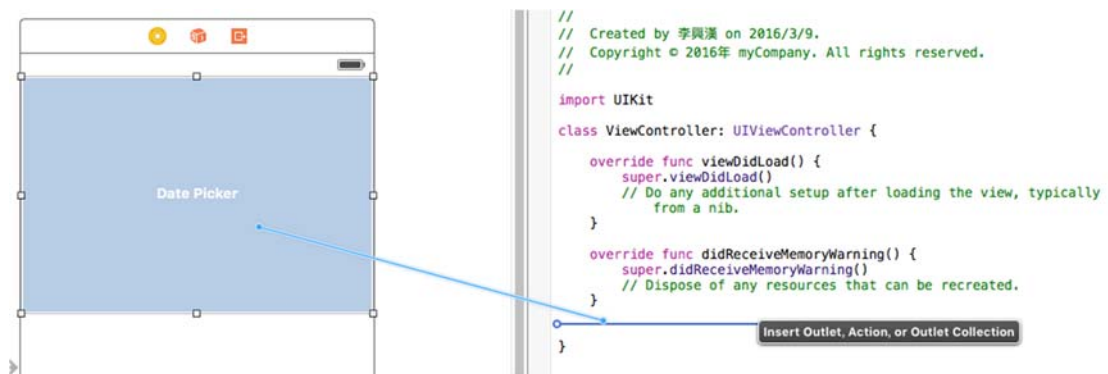 Date Picker
//
// Created by 李興漢 on 2016/3/9.
// Copyright © 2016年 myCompany. All rights reserved.
//
import UIKit
class ViewController: UIViewController {
override func viewDidLoad() {
super.viewDidLoad()
// Do any additional setup after loading the view, typically
from a nib.
}
override func didReceiveMemoryWarning() {
super.didReceiveMemoryWarning()
// Dispose of any resources that can be recreated.
}
Insert Outlet, Action, or Outlet Collection
}